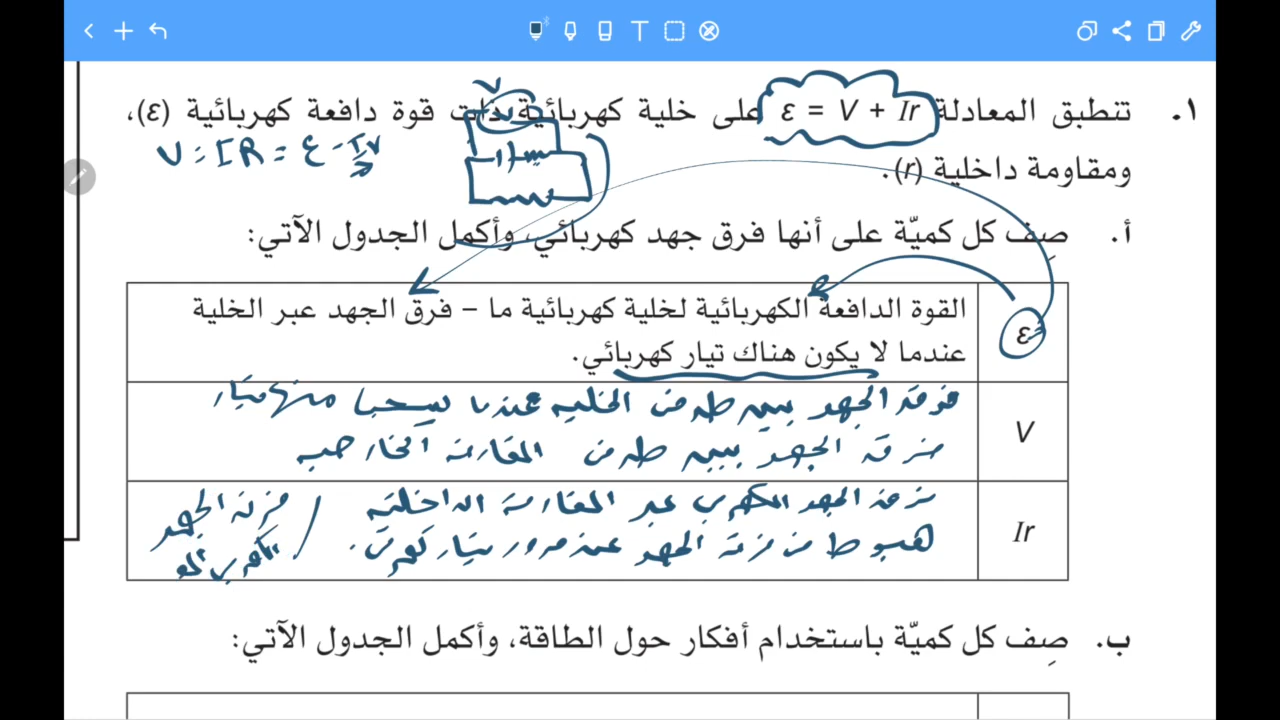 ١. تنطبق المعادلة ε = V + Ir على خلية كهربائية ذات قوة دافعة كهربائية (ε)،
V = IR = ε - Ir
ومقاومة داخلية (r).
أ. صِف كل كميّة على أنها فرق جهد كهربائي، وأكمل الجدول الآتي:
ε القوة الدافعة الكهربائية لخلية كهربائية ما – فرق الجهد عبر الخلية
عندما لا يكون هناك تيار كهربائي.
V فرق الجهد بين طرفي الخلية عندما يسحب منها تيار
فرق الجهد بين طرفي المقاومة الخارجية
Ir فرق الجهد الكهربي عبر المقاومة الداخلية / فرق الجهد
هبوط من فرق الجهد عند مرور تيار كهربي.
ب. صِف كل كميّة باستخدام أفكار حول الطاقة، وأكمل الجدول الآتي: